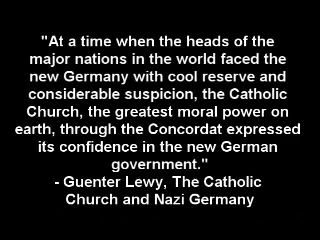 "At a time when the heads of the
major nations in the world faced the
new Germany with cool reserve and
considerable suspicion, the Catholic
Church, the greatest moral power on
earth, through the Concordat expressed
its confidence in the new German
government."
- Guenter Lewy, The Catholic
Church and Nazi Germany